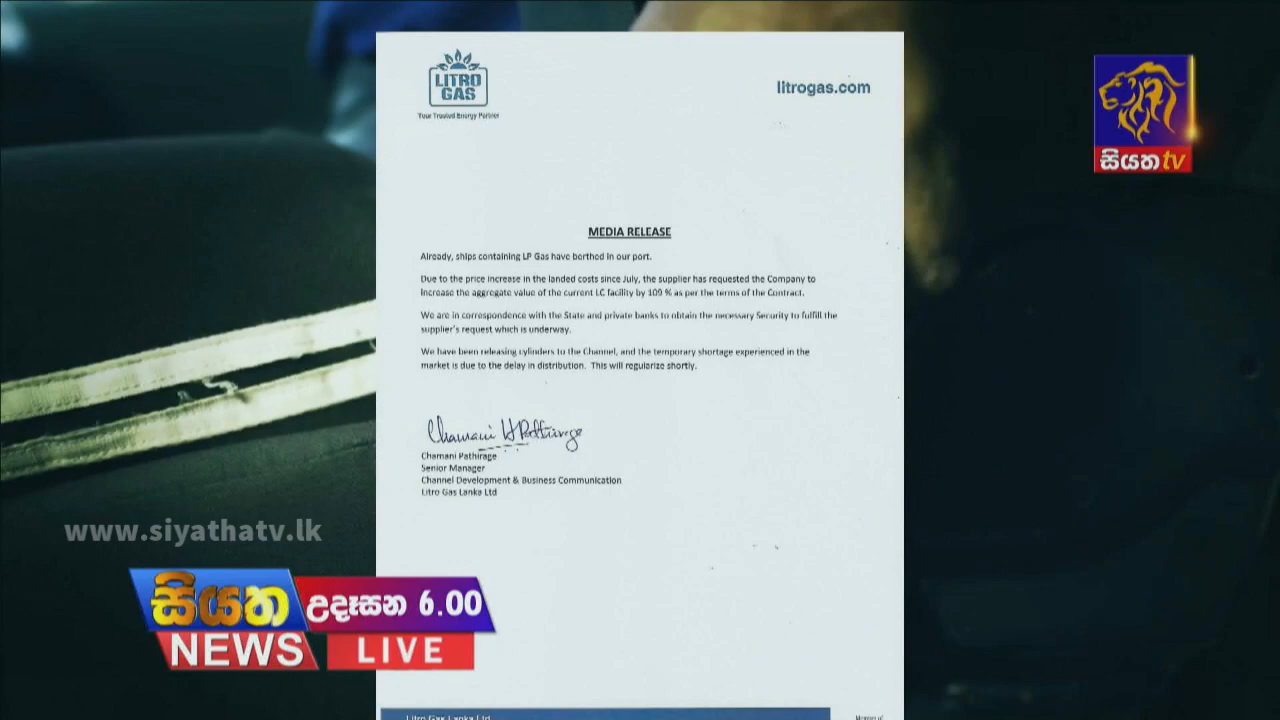 LITRO
GAS
Your Trusted Energy Partner
litrogas.com
සියත tv
MEDIA RELEASE
Already, ships containing LP Gas have berthed in our port.
Due to the price increase in the landed costs since July, the supplier has requested the Company to
increase the aggregate value of the current LC facility by 109 % as per the terms of the Contract.
We are in correspondence with the State and private banks to obtain the necessary Security to fulfill the
supplier's request which is underway.
We have been releasing cylinders to the Channel, and the temporary shortage experienced in the
market is due to the delay in distribution. This will regularize shortly.
Chamani H Pathirage
Chamani Pathirage
Senior Manager
Channel Development & Business Communication
Litro Gas Lanka Ltd
www.siyathatv.lk
සියත උදෑසන 6.00
NEWS LIVE
Litro Gas Lanka Ltd
Member of